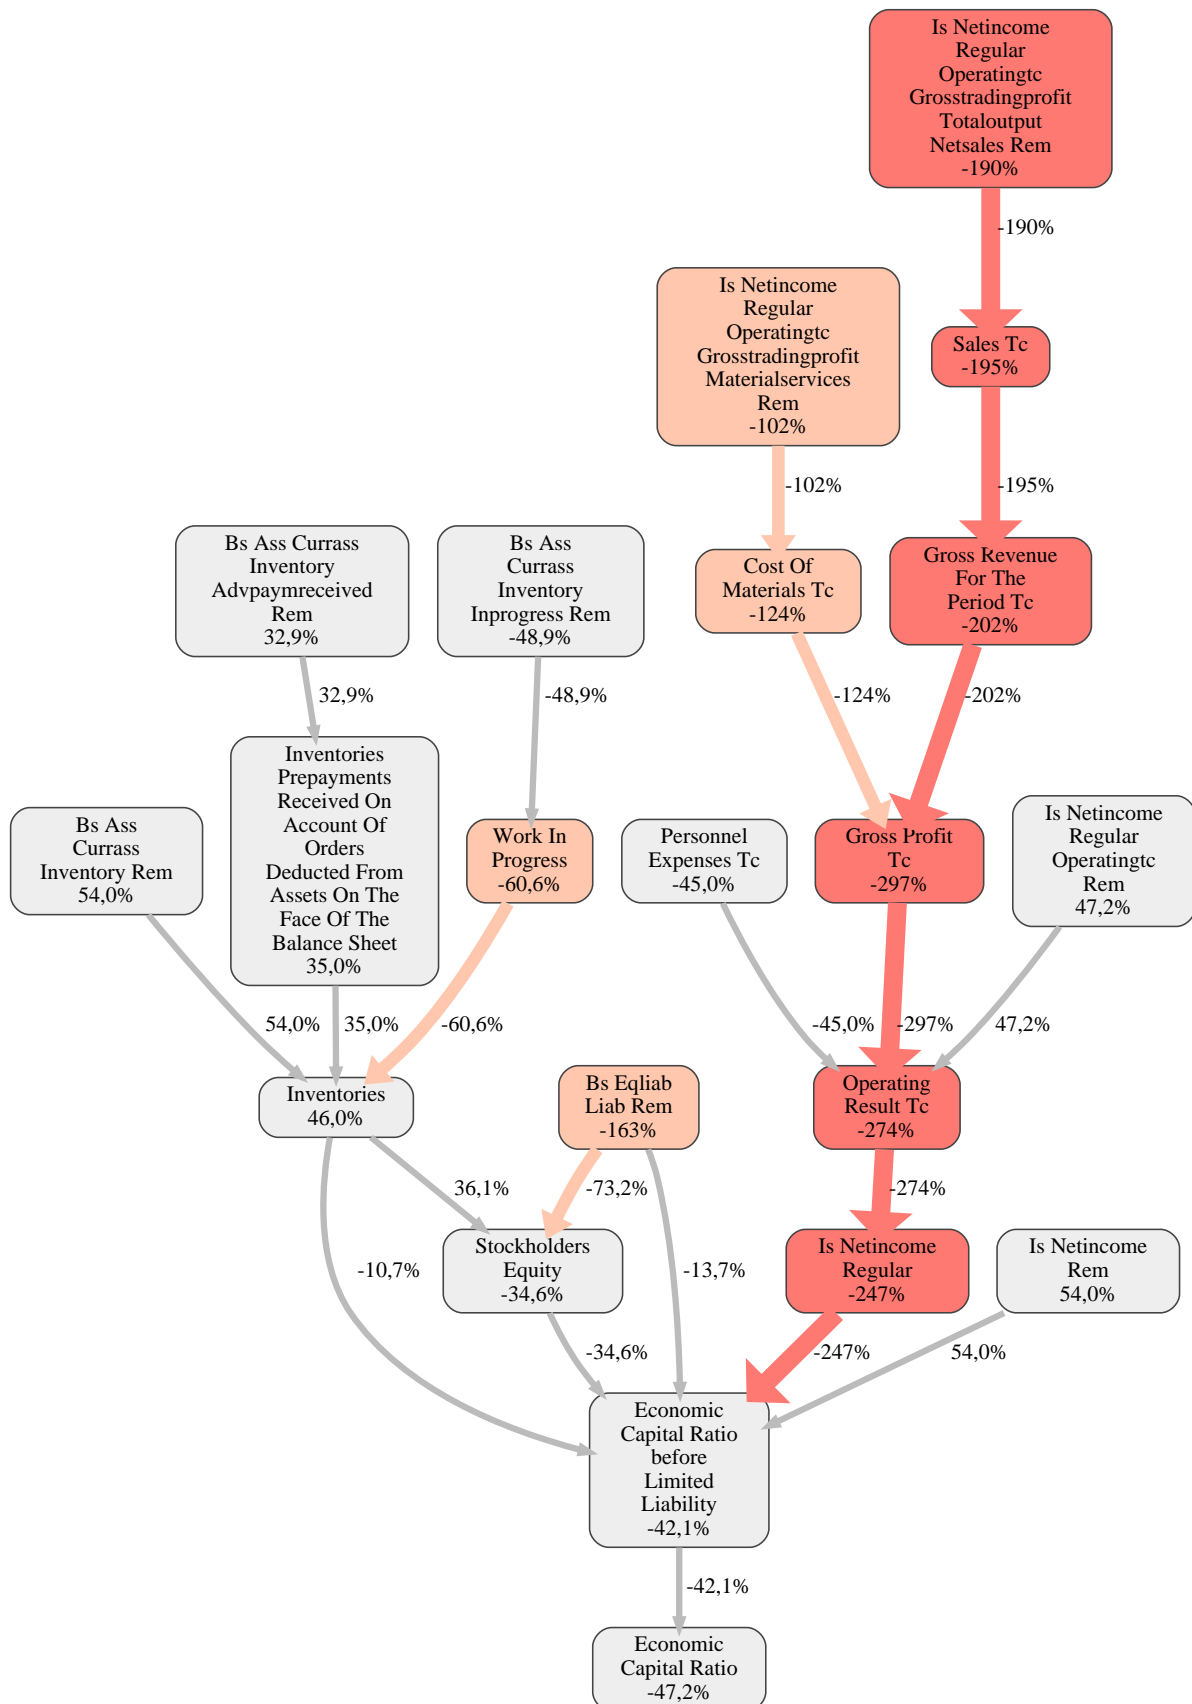 Is Netincome
Regular
Operatingtc
Grosstradingprofit
Totaloutput
Netsales Rem
-190%
-190%
Is Netincome
Regular
Operatingtc
Grosstradingprofit
Materialservices
Rem
-102%
Sales Tc
-195%
-102%
-195%
Bs Ass Currass
Inventory
Advpaymreceived
Rem
32,9%
Bs Ass
Currass
Inventory
Inprogress Rem
-48,9%
Cost Of
Materials Tc
-124%
Gross Revenue
For The
Period Tc
-202%
32,9%
-48,9%
-124%
-202%
Bs Ass
Currass
Inventory Rem
54,0%
Inventories
Prepayments
Received On
Account Of
Orders
Deducted From
Assets On The
Face Of The
Balance Sheet
35,0%
Work In
Progress
-60,6%
Personnel
Expenses Tc
-45,0%
Gross Profit
Tc
-297%
Is Netincome
Regular
Operatingtc
Rem
47,2%
54,0%
35,0%
-60,6%
-45,0%
-297%
47,2%
Inventories
46,0%
Bs Eqliab
Liab Rem
-163%
Operating
Result Tc
-274%
36,1%
-73,2%
-274%
-10,7%
Stockholders
Equity
-34,6%
-13,7%
Is Netincome
Regular
-247%
Is Netincome
Rem
54,0%
-34,6%
-247%
54,0%
Economic
Capital Ratio
before
Limited
Liability
-42,1%
-42,1%
Economic
Capital Ratio
-47,2%